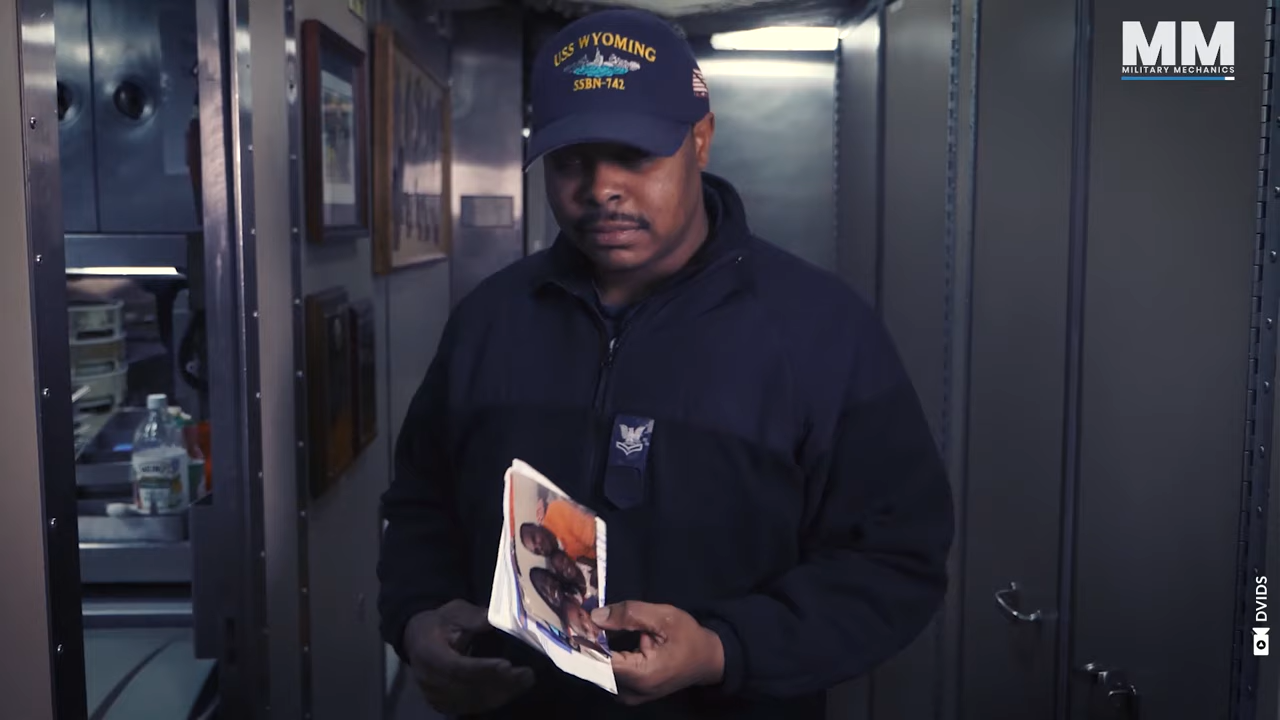 USS WYOMING
SSBN-742
MM
MILITARY MECHANICS
DVIDS